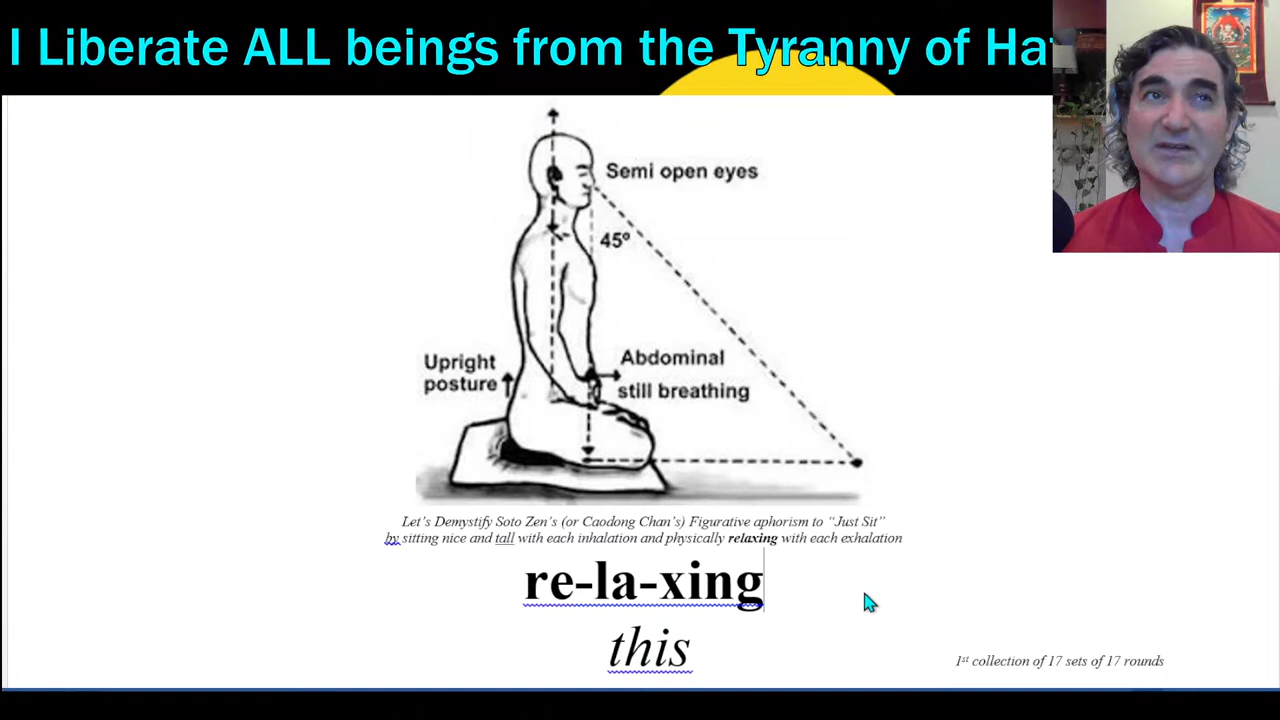 I Liberate ALL beings from the Tyranny of
Semi open eyes
45º
Upright
posture
Abdominal
still breathing
Let's Demystify Soto Zen's (or Caodong Chan's) Figurative aphorism to “Just Sit”
by sitting nice and tall with each inhalation and physically relaxing with each exhalation
re-la-xing
this
1st collection of 17 sets of 17 rounds